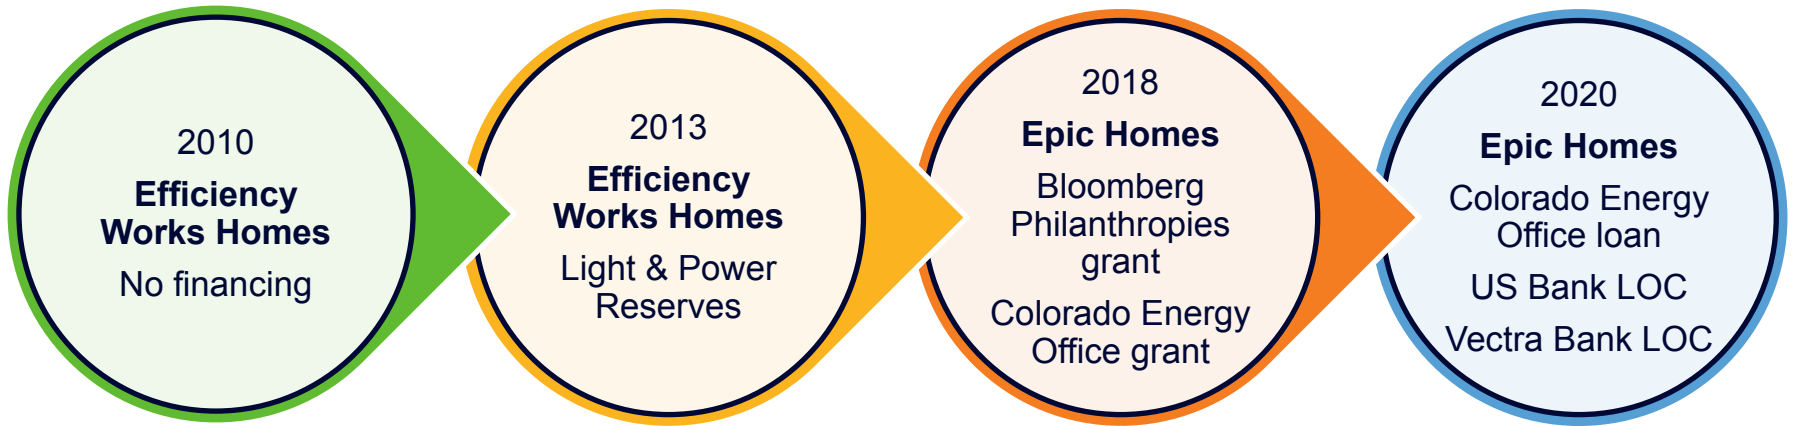 2010
Efficiency
Works Homes
No financing
2013
Efficiency
Works Homes
Light & Power
Reserves
2018
Epic Homes
Bloomberg
Philanthropies
grant
Colorado Energy
Office grant
2020
Epic Homes
Colorado Energy
Office loan
US Bank LOC
Vectra Bank LOC